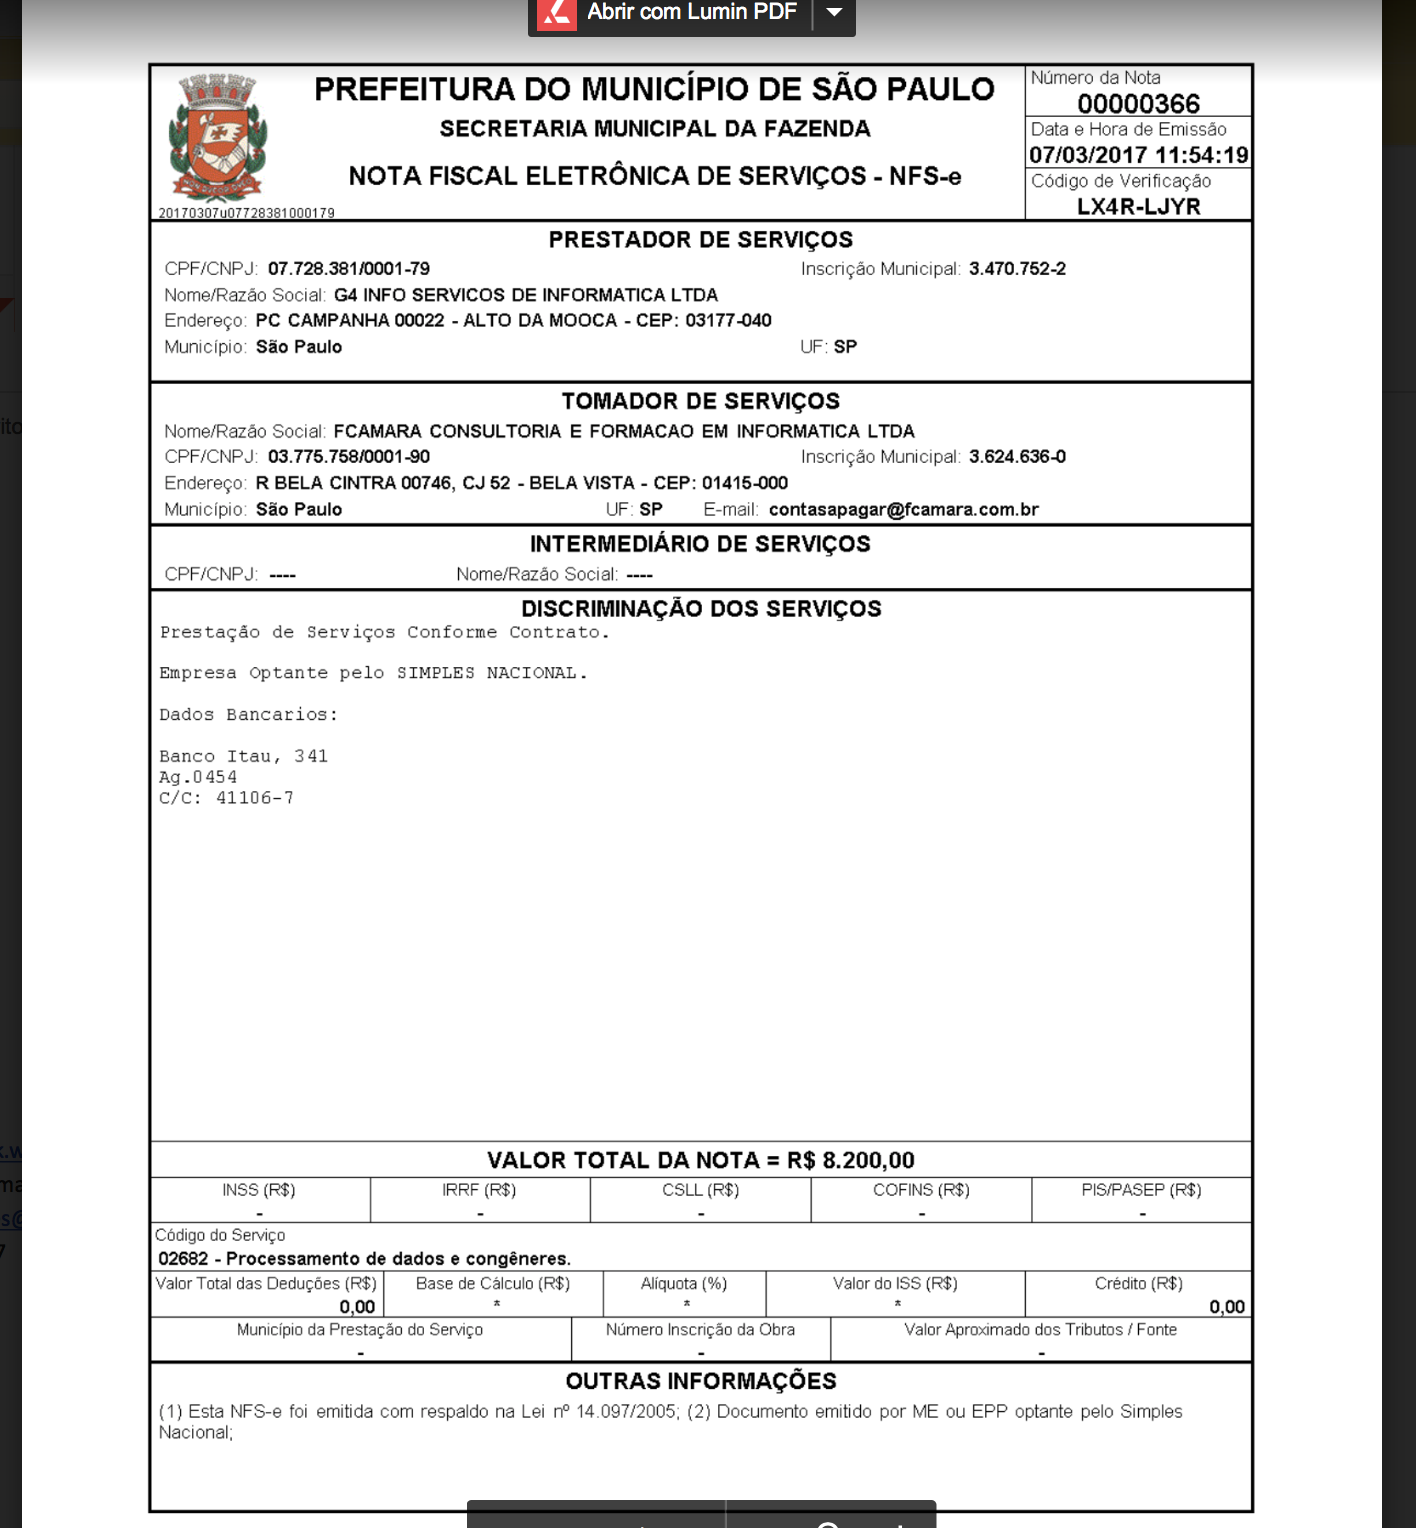 Abrir com Lumin PDF
PREFEITURA DO MUNICÍPIO DE SÃO PAULO
SECRETARIA MUNICIPAL DA FAZENDA
NOTA FISCAL ELETRÔNICA DE SERVIÇOS - NFS-e
20170307u07728381000179
Número da Nota
00000366
Data e Hora de Emissão
07/03/2017 11:54:19
Código de Verificação
LX4R-LJYR
PRESTADOR DE SERVIÇOS
CPF/CNPJ: 07.728.381/0001-79 Inscrição Municipal: 3.470.752-2
Nome/Razão Social: G4 INFO SERVICOS DE INFORMATICA LTDA
Endereço: PC CAMPANHA 00022 - ALTO DA MOOCA - CEP: 03177-040
Município: São Paulo UF: SP
TOMADOR DE SERVIÇOS
Nome/Razão Social: FCAMARA CONSULTORIA E FORMACAO EM INFORMATICA LTDA
CPF/CNPJ: 03.775.758/0001-90 Inscrição Municipal: 3.624.636-0
Endereço: R BELA CINTRA 00746, CJ 52 - BELA VISTA - CEP: 01415-000
Município: São Paulo UF: SP E-mail: contasapagar@fcamara.com.br
INTERMEDIÁRIO DE SERVIÇOS
CPF/CNPJ: ---- Nome/Razão Social: ----
DISCRIMINAÇÃO DOS SERVIÇOS
Prestação de Serviços Conforme Contrato.
Empresa Optante pelo SIMPLES NACIONAL.
Dados Bancarios:
Banco Itau, 341
Ag.0454
C/C: 41106-7
VALOR TOTAL DA NOTA = R$ 8.200,00
INSS (R$) IRRF (R$) CSLL (R$) COFINS (R$) PIS/PASEP (R$)
- - - - -
Código do Serviço
02682 - Processamento de dados e congêneres.
Valor Total das Deduções (R$) Base de Cálculo (R$) Alíquota (%) Valor do ISS (R$) Crédito (R$)
0,00 * * * 0,00
Município da Prestação do Serviço Número Inscrição da Obra Valor Aproximado dos Tributos / Fonte
- - -
OUTRAS INFORMAÇÕES
(1) Esta NFS-e foi emitida com respaldo na Lei nº 14.097/2005; (2) Documento emitido por ME ou EPP optante pelo Simples
Nacional;